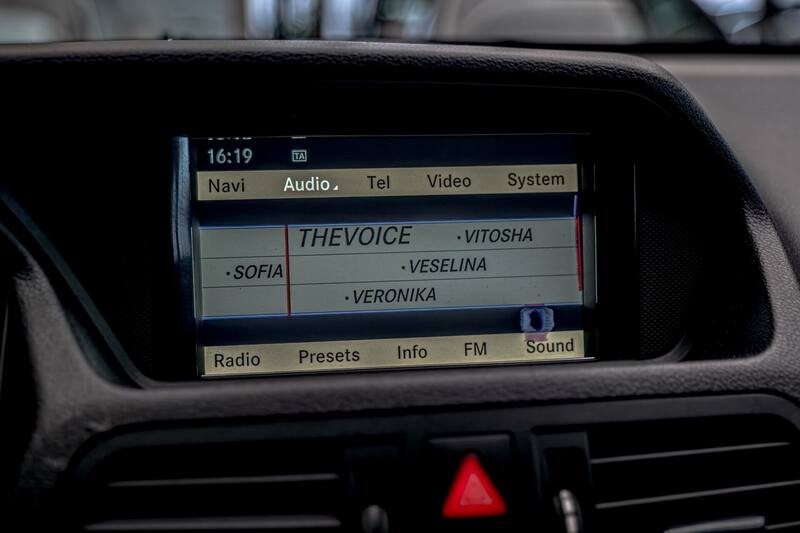 16:19 TA
Navi Audio Tel Video System
THEVOICE •VITOSHA
•SOFIA •VESELINA
•VERONIKA
Radio Presets Info FM Sound